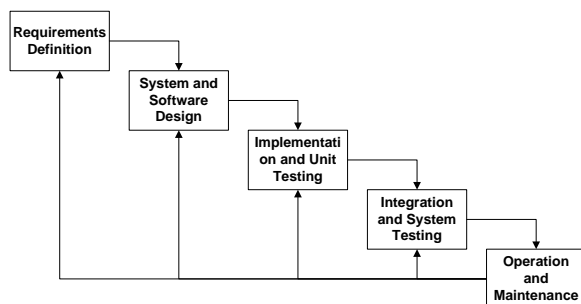 Requirements
Definition
System and
Software
Design
Implementati
on and Unit
Testing
Integration
and System
Testing
Operation
and
Maintenance